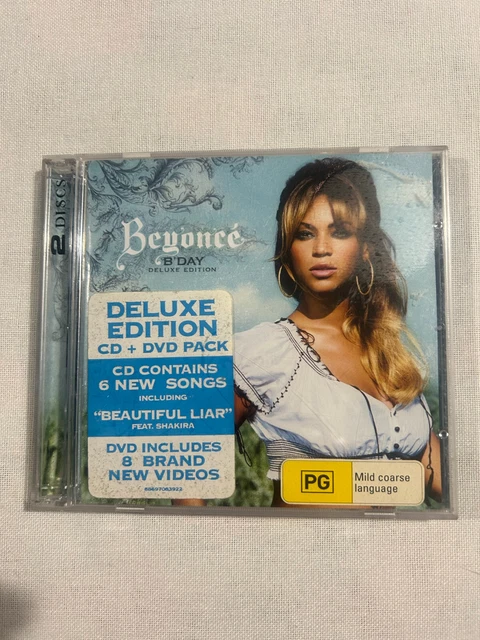 2 DISCS
Beyoncé
B'DAY
DELUXE EDITION
DELUXE
EDITION
CD + DVD PACK
CD CONTAINS
6 NEW SONGS
INCLUDING
"BEAUTIFUL LIAR"
FEAT. SHAKIRA
DVD INCLUDES
8 BRAND
NEW VIDEOS
88697083922
PG
Mild coarse
language